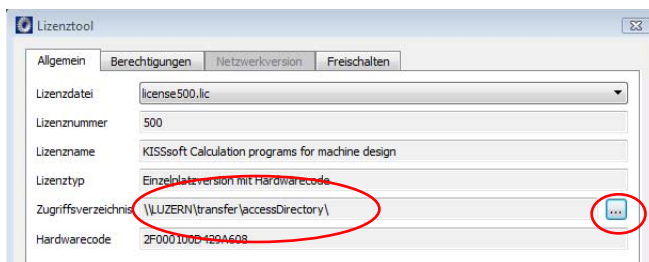 Lizenztool
Allgemein Berechtigungen Netzwerkversion Freischalten
Lizenzdatei license500.lic
Lizenznummer 500
Lizenzname KISSsoft Calculation programs for machine design
Lizenztyp Einzelplatzversion mit Hardwarecode
Zugriffsverzeichnis \\LUZERN\transfer\accessDirectory\ ...
Hardwarecode 2F000100D429A608